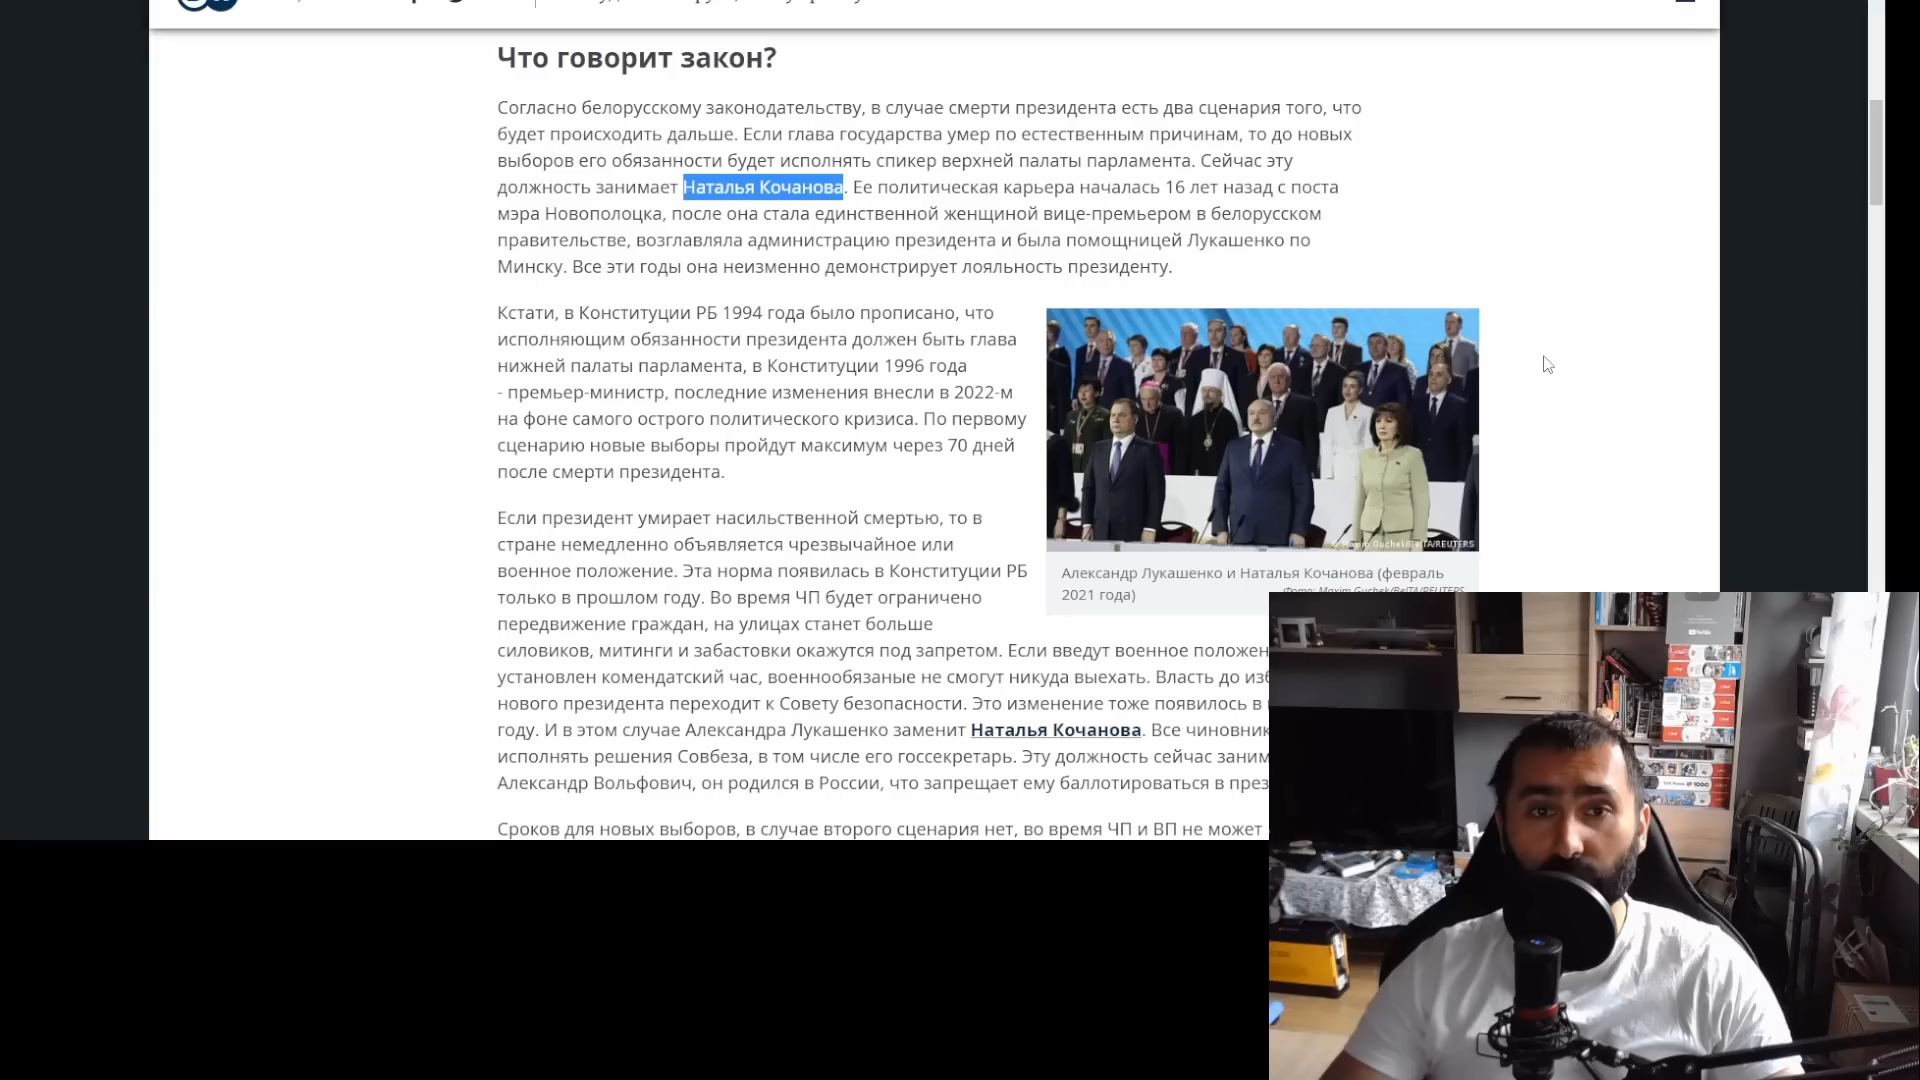 Что говорит закон?
Согласно белорусскому законодательству, в случае смерти президента есть два сценария того, что
будет происходить дальше. Если глава государства умер по естественным причинам, то до новых
выборов его обязанности будет исполнять спикер верхней палаты парламента. Сейчас эту
должность занимает Наталья Кочанова. Ее политическая карьера началась 16 лет назад с поста
мэра Новополоцка, после она стала единственной женщиной вице-премьером в белорусском
правительстве, возглавляла администрацию президента и была помощницей Лукашенко по
Минску. Все эти годы она неизменно демонстрирует лояльность президенту.
Кстати, в Конституции РБ 1994 года было прописано, что
исполняющим обязанности президента должен быть глава
нижней палаты парламента, в Конституции 1996 года
- премьер-министр, последние изменения внесли в 2022-м
на фоне самого острого политического кризиса. По первому
сценарию новые выборы пройдут максимум через 70 дней
после смерти президента.
Maxim Guchek/BelTA/REUTERS
Александр Лукашенко и Наталья Кочанова (февраль
2021 года)
Фото: Maxim Guchek/BelTA/REUTERS
Если президент умирает насильственной смертью, то в
стране немедленно объявляется чрезвычайное или
военное положение. Эта норма появилась в Конституции РБ
только в прошлом году. Во время ЧП будет ограничено
передвижение граждан, на улицах станет больше
силовиков, митинги и забастовки окажутся под запретом. Если введут военное положен
установлен комендатский час, военнообязаные не смогут никуда выехать. Власть до изб
нового президента переходит к Совету безопасности. Это изменение тоже появилось в
году. И в этом случае Александра Лукашенко заменит Наталья Кочанова. Все чиновник
исполнять решения Совбеза, в том числе его госсекретарь. Эту должность сейчас заним
Александр Вольфович, он родился в России, что запрещает ему баллотироваться в през
Сроков для новых выборов, в случае второго сценария нет, во время ЧП и ВП не может